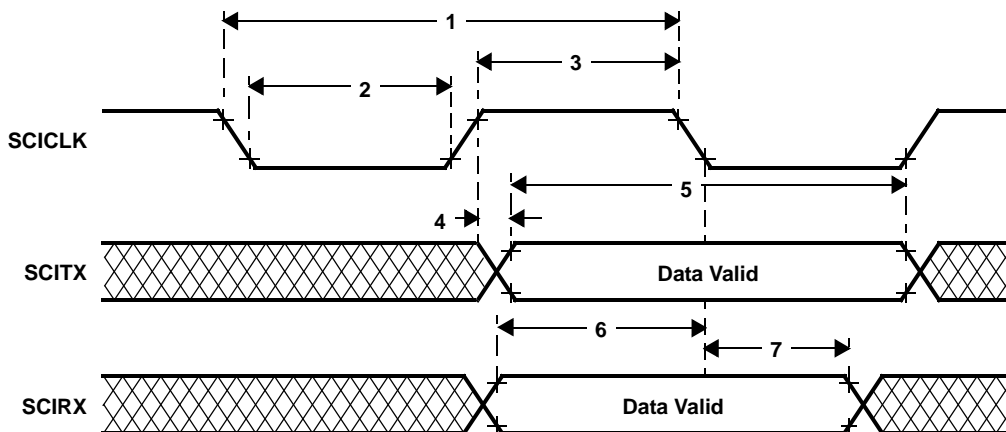 1
3
2
SCICLK
5
4
SCITX
Data Valid
6
7
SCIRX
Data Valid